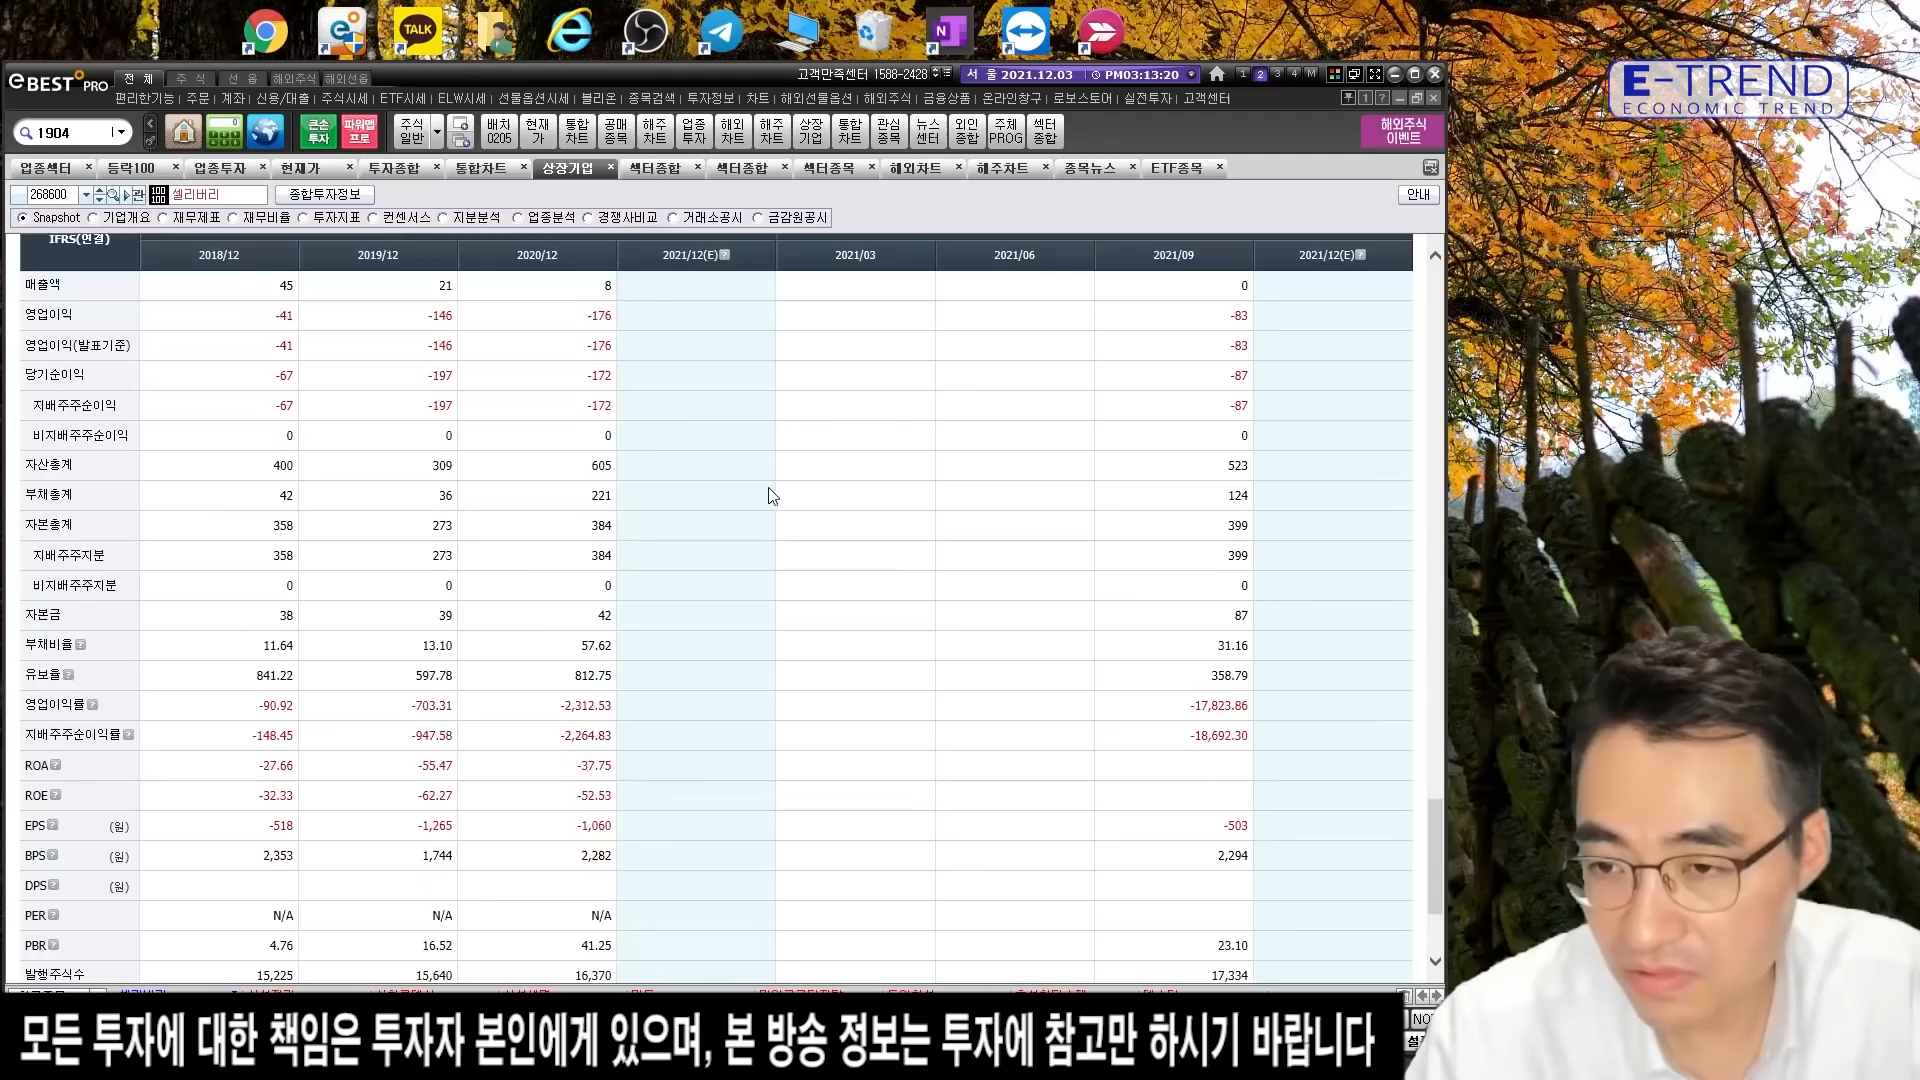 TALK
N
eBEST PRO
전 체
주 식
선 옵
해외주식
해외선옵
고객만족센터 1588-2428
서 울 2021.12.03
PM03:13:20
1 2 3 4 M
편리한기능 | 주문 | 계좌 | 신용/대출 | 주식시세 | ETF시세 | ELW시세 | 선물옵션시세 | 불리온 | 종목검색 | 투자정보 | 차트 | 해외선물옵션 | 해외주식 | 금융상품 | 온라인창구 | 로보스토어 | 실전투자 | 고객센터
E-TREND
ECONOMIC TREND
1904
큰손 투자
파워맵 프로
주식 일반
배치 0205
현재 가
통합 차트
공매 종목
해주 차트
업종 투자
해외 차트
해주 차트
상장 기업
통합 차트
관심 종목
뉴스 센터
외인 종합
주체 PROG
섹터 종합
해외주식 이벤트
업종섹터 × 등락100 × 업종투자 × 현재가 × 투자종합 × 통합차트 × 상장기업 × 섹터종합 × 섹터종합 × 섹터종목 × 해외차트 × 해주차트 × 종목뉴스 × ETF종목 ×
268600 관 100 100 셀리버리 종합투자정보 안내
Snapshot 기업개요 재무제표 재무비율 투자지표 컨센서스 지분분석 업종분석 경쟁사비교 거래소공시 금감원공시
IFRS(연결) 2018/12 2019/12 2020/12 2021/12(E) 2021/03 2021/06 2021/09 2021/12(E)
매출액 45 21 8 0
영업이익 -41 -146 -176 -83
영업이익(발표기준) -41 -146 -176 -83
당기순이익 -67 -197 -172 -87
지배주주순이익 -67 -197 -172 -87
비지배주주순이익 0 0 0 0
자산총계 400 309 605 523
부채총계 42 36 221 124
자본총계 358 273 384 399
지배주주지분 358 273 384 399
비지배주주지분 0 0 0 0
자본금 38 39 42 87
부채비율 11.64 13.10 57.62 31.16
유보율 841.22 597.78 812.75 358.79
영업이익률 -90.92 -703.31 -2,312.53 -17,823.86
지배주주순이익률 -148.45 -947.58 -2,264.83 -18,692.30
ROA -27.66 -55.47 -37.75
ROE -32.33 -62.27 -52.53
EPS (원) -518 -1,265 -1,060 -503
BPS (원) 2,353 1,744 2,282 2,294
DPS (원)
PER N/A N/A N/A
PBR 4.76 16.52 41.25 23.10
발행주식수 15,225 15,640 16,370 17,334
모든 투자에 대한 책임은 투자자 본인에게 있으며, 본 방송 정보는 투자에 참고만 하시기 바랍니다